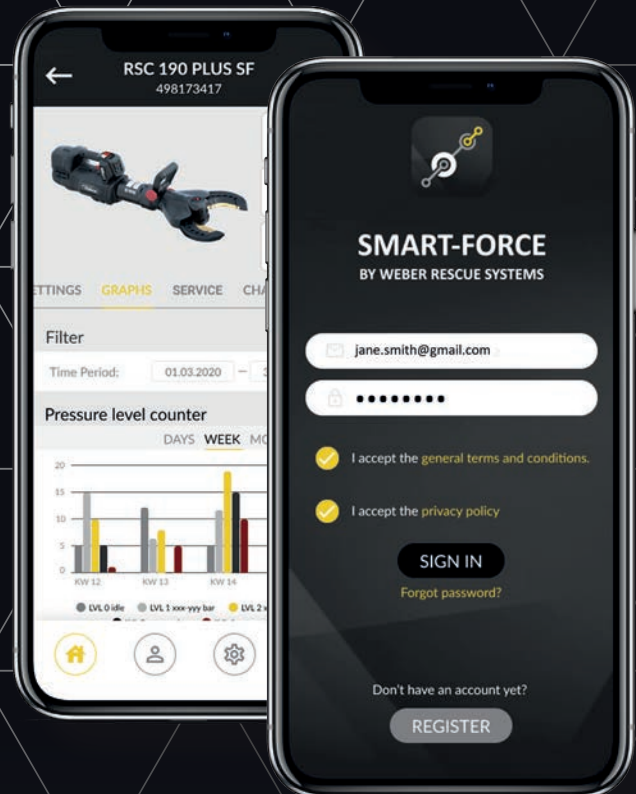 RSC 190 PLUS SF
498173417
GRAPHS SERVICE
Filter
Time Period: 01.03.2020 –
Pressure level counter
DAYS WEEK
20
15
10
5
0
KW 12 KW 13 KW 14
LVL 0 idle LVL 1 xxx-yyy bar LVL 2
SMART-FORCE
BY WEBER RESCUE SYSTEMS
jane.smith@gmail.com
I accept the general terms and conditions.
I accept the privacy policy
SIGN IN
Forgot password?
Don't have an account yet?
REGISTER